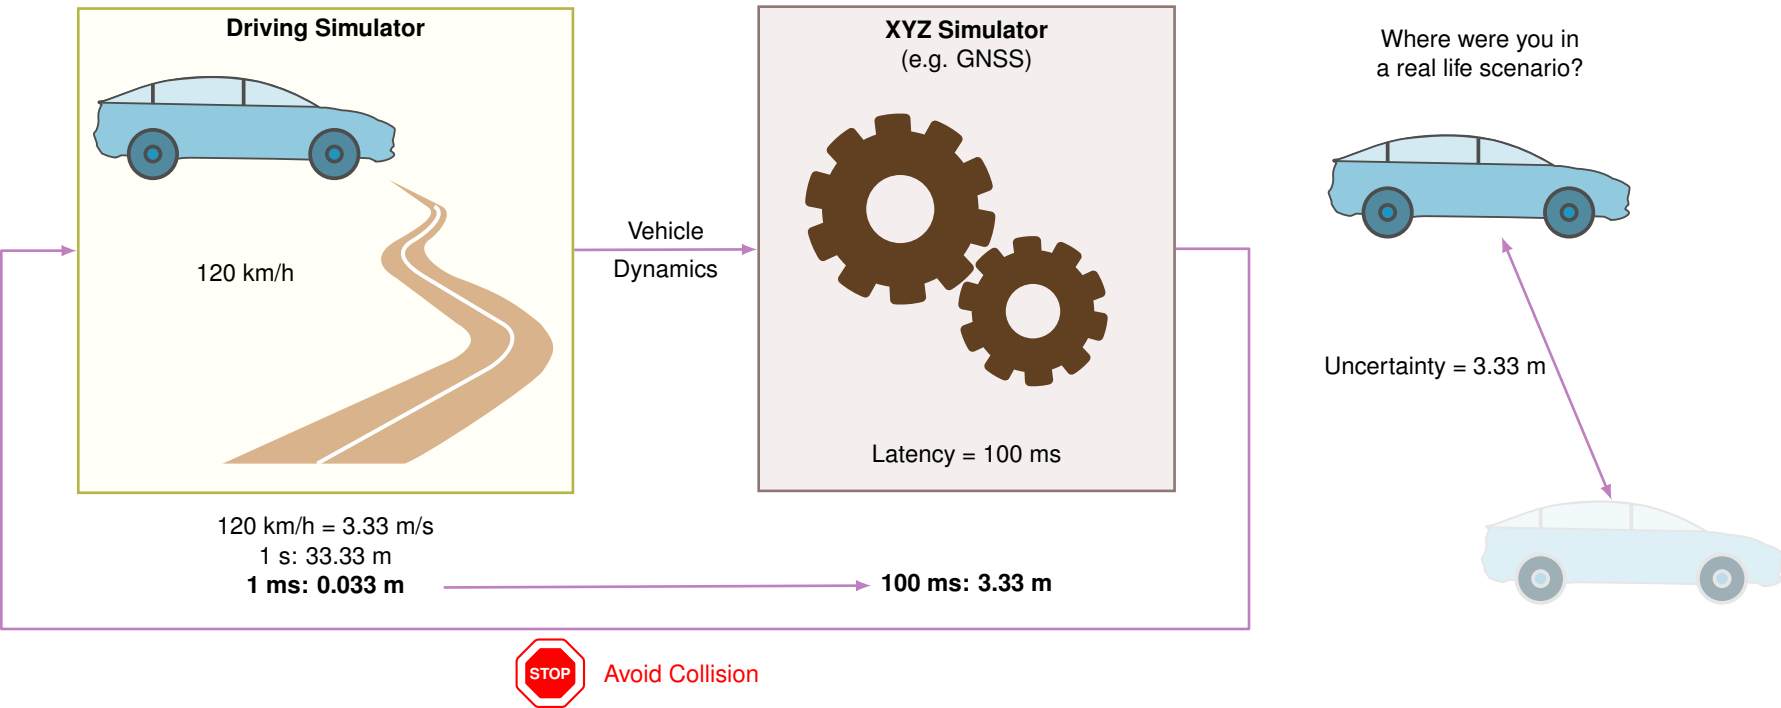 Driving Simulator
120 km/h
Vehicle
Dynamics
XYZ Simulator
(e.g. GNSS)
Latency = 100 ms
Where were you in
a real life scenario?
Uncertainty = 3.33 m
120 km/h = 3.33 m/s
1 s: 33.33 m
1 ms: 0.033 m
100 ms: 3.33 m
STOP
Avoid Collision